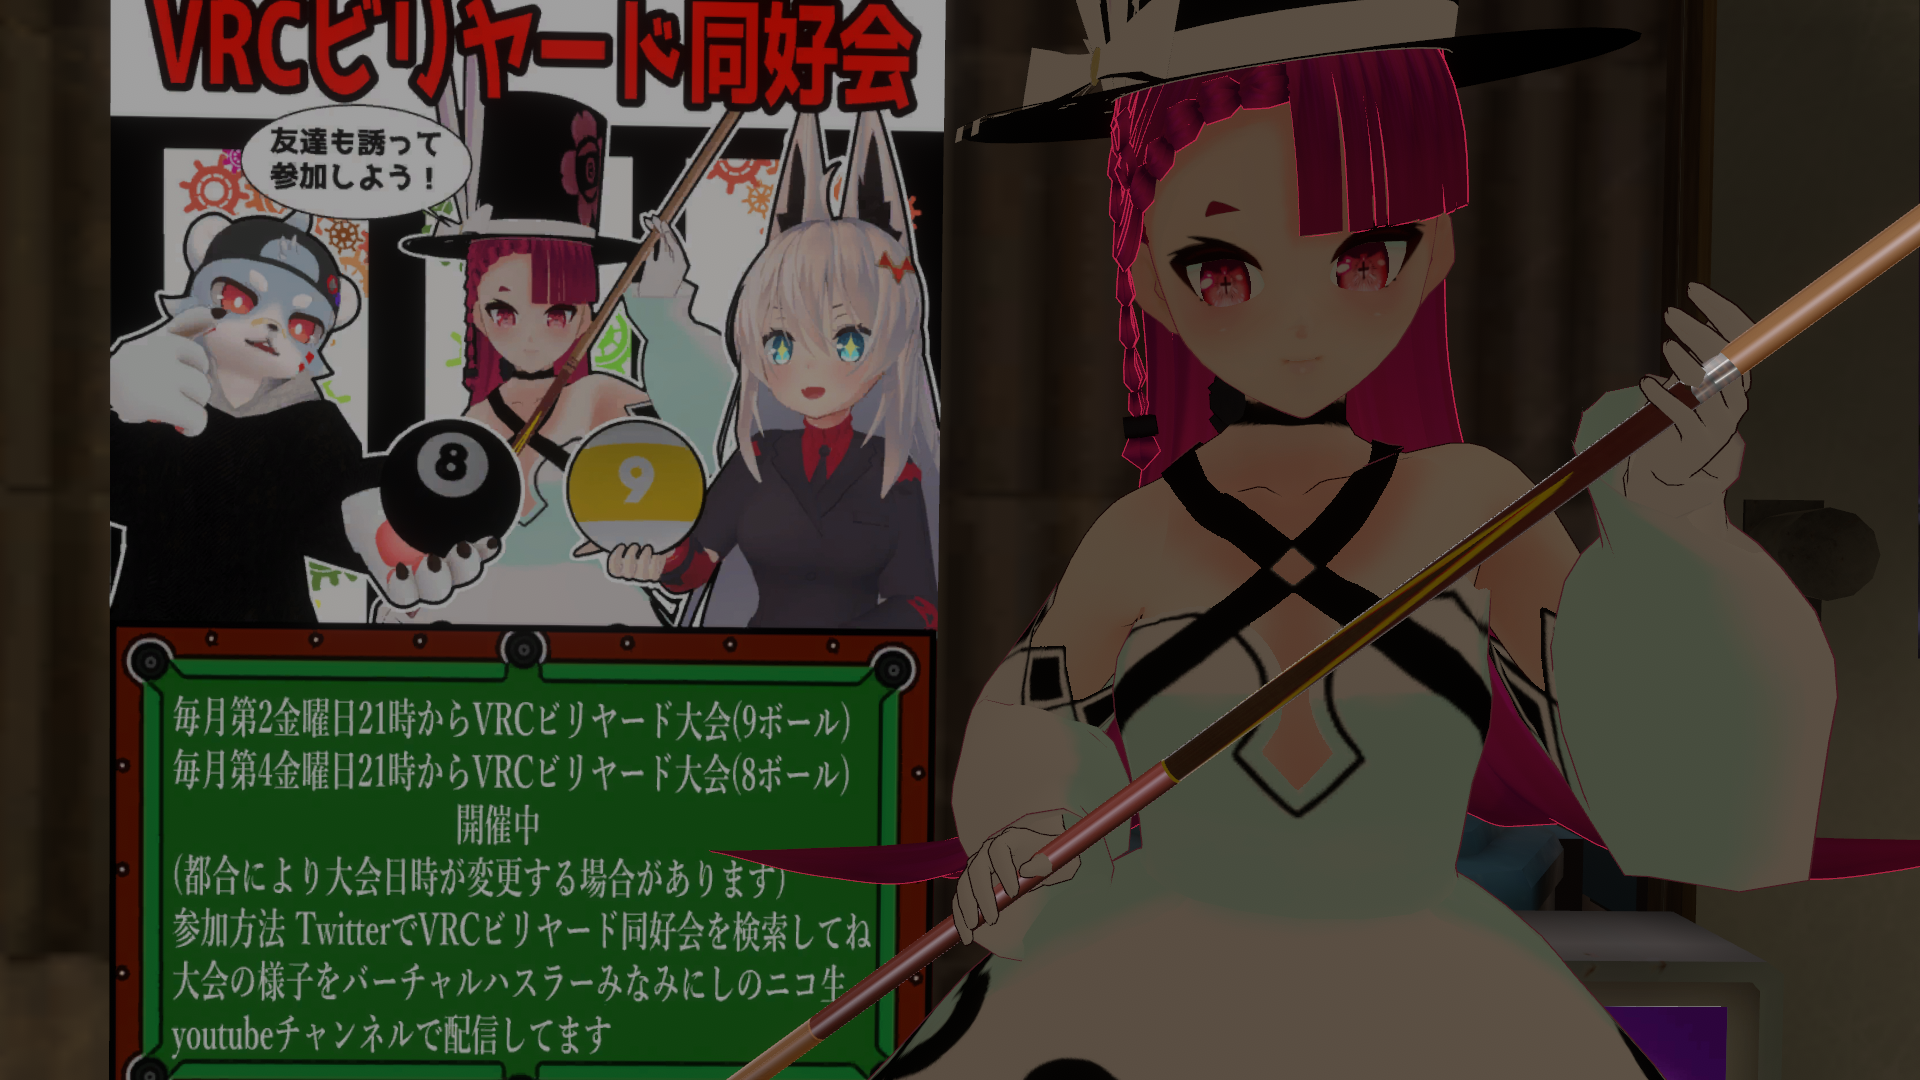 VRCビリヤード同好会
友達も誘って
参加しよう！
8
9
毎月第2金曜日21時からVRCビリヤード大会(9ボール)
毎月第4金曜日21時からVRCビリヤード大会(8ボール)
開催中
(都合により大会日時が変更する場合があります)
参加方法 TwitterでVRCビリヤード同好会を検索してね
大会の様子をバーチャルハスラーみなみにしのニコ生
youtubeチャンネルで配信してます